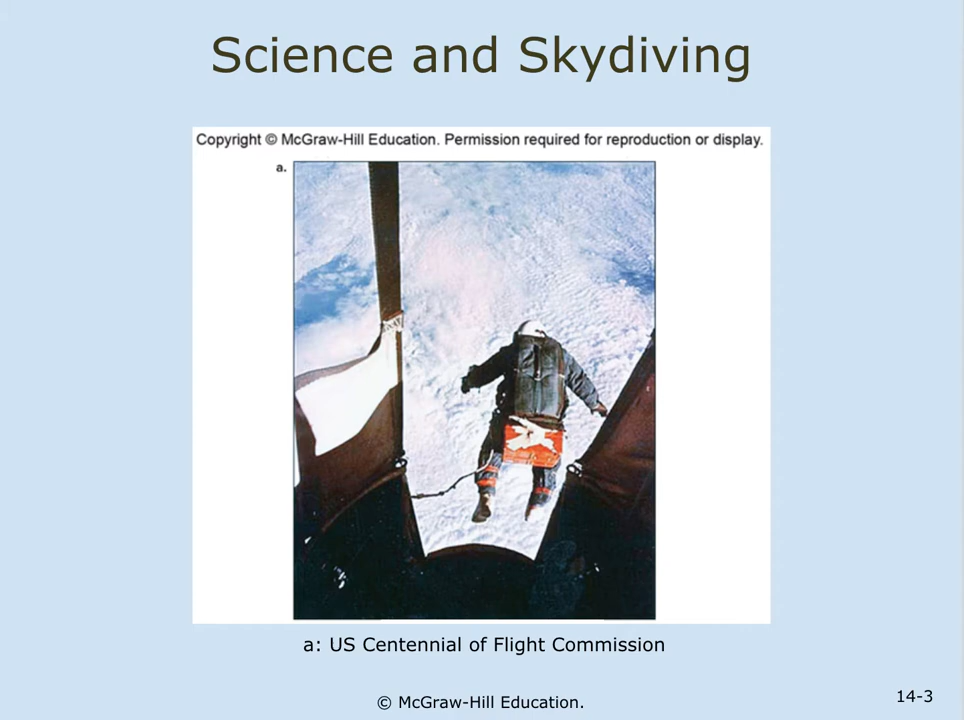 Science and Skydiving
Copyright © McGraw-Hill Education. Permission required for reproduction or display.
a.
a: US Centennial of Flight Commission
© McGraw-Hill Education.
14-3